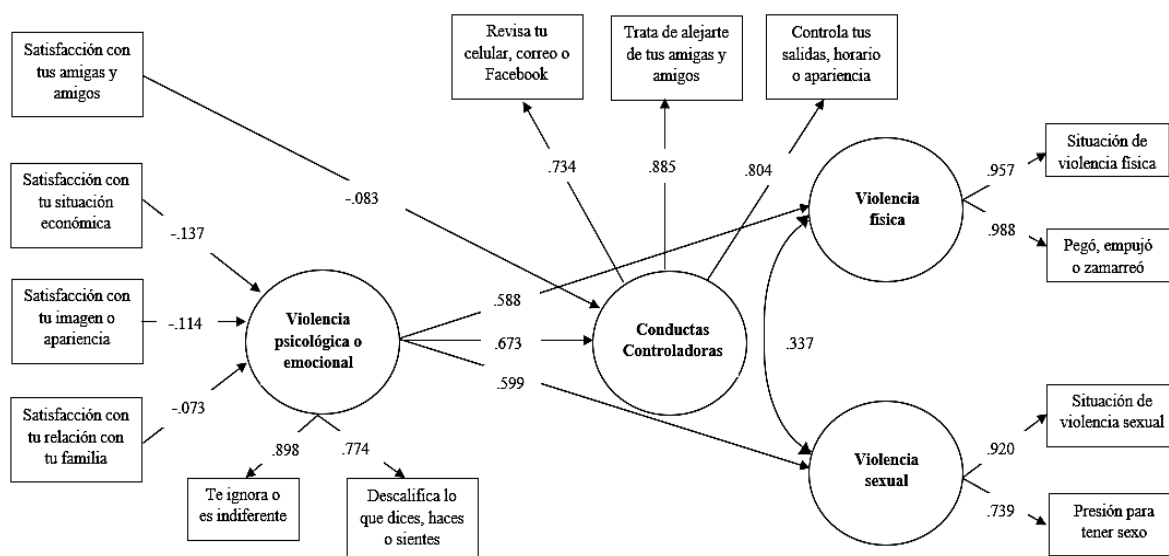 Satisfacción con
tus amigas y
amigos
Revisa tu
celular, correo o
Facebook
Trata de alejarte
de tus amigas y
amigos
Controla tus
salidas, horario
o apariencia
Satisfacción con
tu situación
económica
-.137
-.083
.734
.885
.804
Violencia
física
.957
Situación de
violencia física
.988
Pegó, empujó
o zamarreó
Satisfacción con
tu imagen o
apariencia
-.114
Violencia
psicológica o
emocional
.588
.673
.599
Conductas
Controladoras
.337
Satisfacción con
tu relación con
tu familia
-.073
.898
.774
Te ignora o
es indiferente
Descalifica lo
que dices, haces
o sientes
Violencia
sexual
.920
Situación de
violencia sexual
.739
Presión para
tener sexo